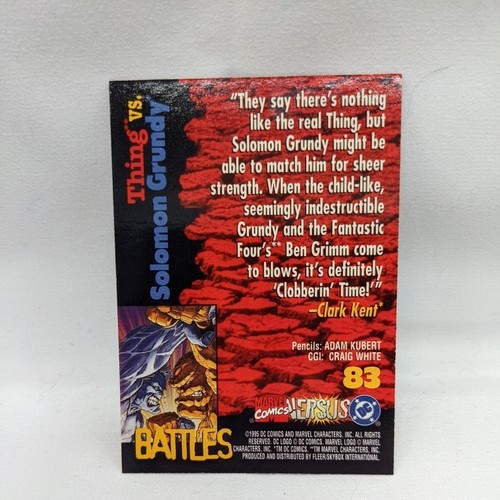 Thing™ vs.
Solomon Grundy
"They say there's nothing
like the real Thing, but
Solomon Grundy might be
able to match him for sheer
strength. When the child-like,
seemingly indestructible
Grundy and the Fantastic
Four's™ Ben Grimm come
to blows, it's definitely
'Clobberin' Time!'"
–Clark Kent*
Pencils: ADAM KUBERT
CGI: CRAIG WHITE
83
MARVEL
COMICS
VERSUS
DC
BATTLES
©1995 DC COMICS AND MARVEL CHARACTERS, INC. ALL RIGHTS
RESERVED. DC LOGO © DC COMICS. MARVEL LOGO © MARVEL
CHARACTERS, INC. *TM DC COMICS. **TM MARVEL CHARACTERS, INC.
PRODUCED AND DISTRIBUTED BY FLEER/SKYBOX INTERNATIONAL.